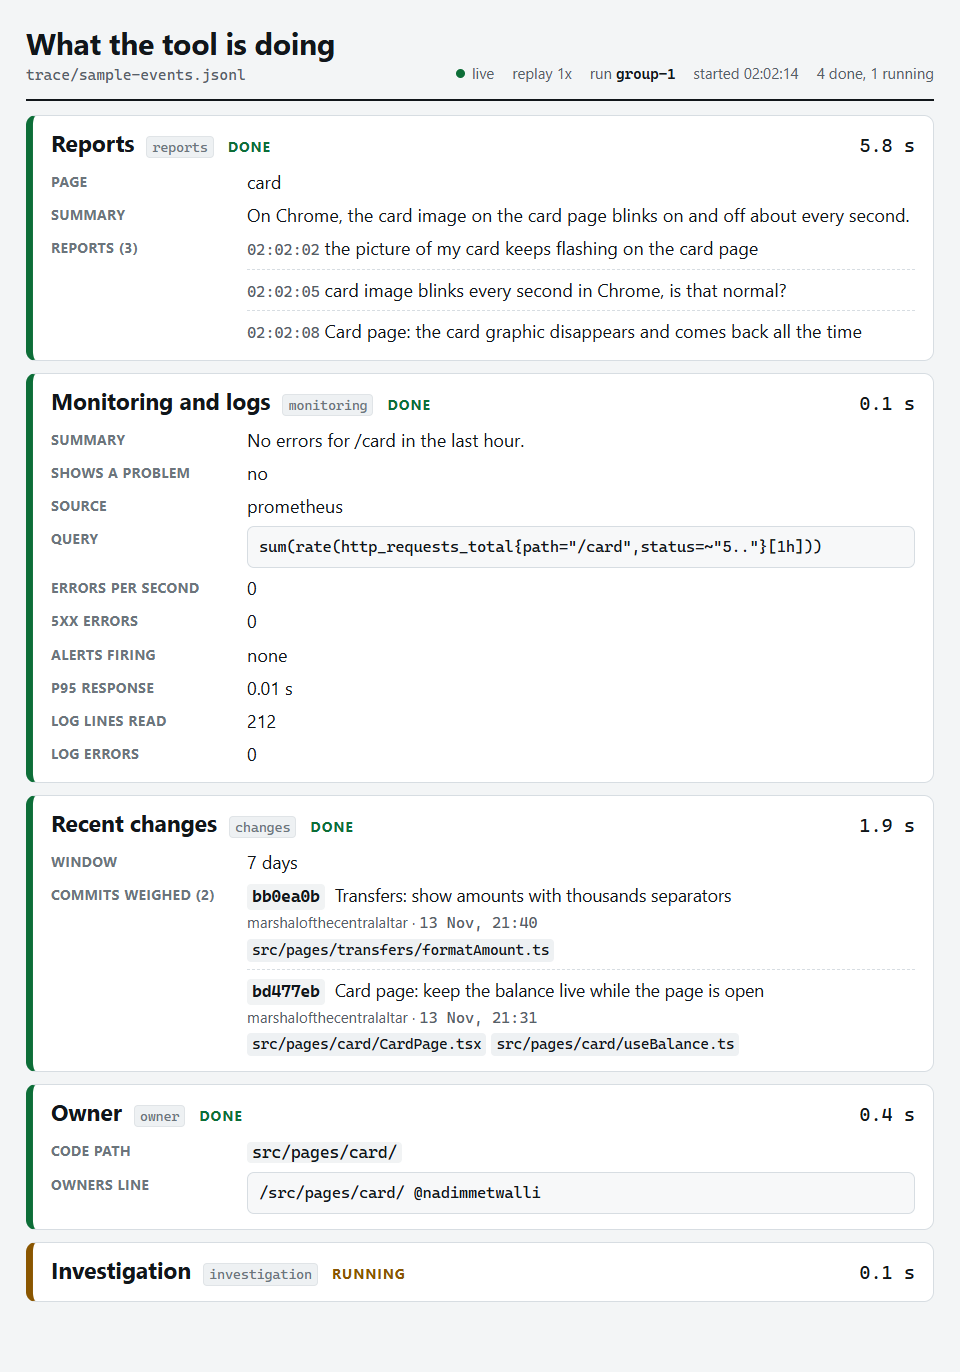 What the tool is doing
trace/sample-events.jsonl
live replay 1x run group-1 started 02:02:14 4 done, 1 running
Reports reports DONE 5.8 s
PAGE card
SUMMARY On Chrome, the card image on the card page blinks on and off about every second.
REPORTS (3) 02:02:02 the picture of my card keeps flashing on the card page
02:02:05 card image blinks every second in Chrome, is that normal?
02:02:08 Card page: the card graphic disappears and comes back all the time
Monitoring and logs monitoring DONE 0.1 s
SUMMARY No errors for /card in the last hour.
SHOWS A PROBLEM no
SOURCE prometheus
QUERY sum(rate(http_requests_total{path="/card",status=~"5.."}[1h]))
ERRORS PER SECOND 0
5XX ERRORS 0
ALERTS FIRING none
P95 RESPONSE 0.01 s
LOG LINES READ 212
LOG ERRORS 0
Recent changes changes DONE 1.9 s
WINDOW 7 days
COMMITS WEIGHED (2) bb0ea0b Transfers: show amounts with thousands separators
marshalofthecentralaltar · 13 Nov, 21:40
src/pages/transfers/formatAmount.ts
bd477eb Card page: keep the balance live while the page is open
marshalofthecentralaltar · 13 Nov, 21:31
src/pages/card/CardPage.tsx src/pages/card/useBalance.ts
Owner owner DONE 0.4 s
CODE PATH src/pages/card/
OWNERS LINE /src/pages/card/ @nadimmetwalli
Investigation investigation RUNNING 0.1 s